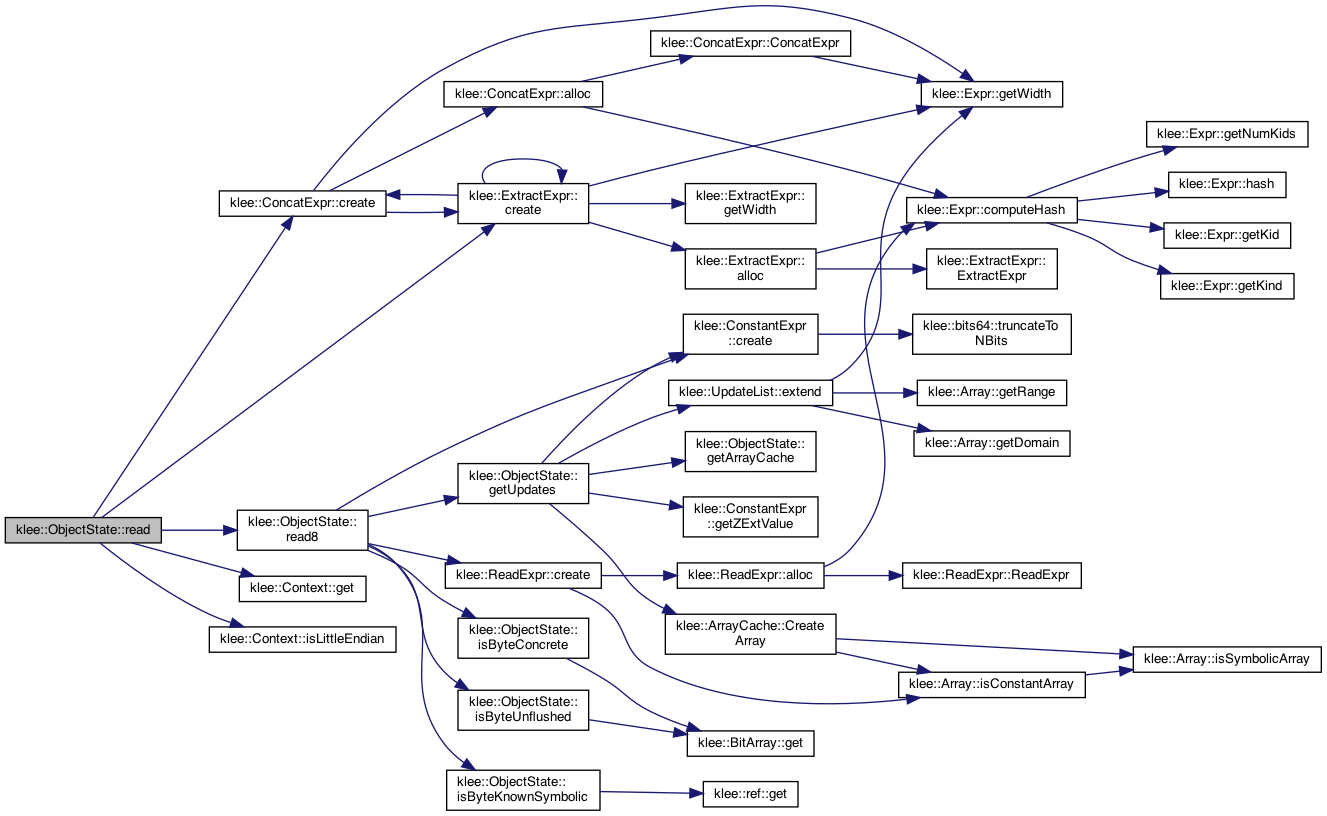 klee::ObjectState::read
klee::ConcatExpr::create
klee::ObjectState::
read8
klee::Context::get
klee::Context::isLittleEndian
klee::ConcatExpr::alloc
klee::ExtractExpr::
create
klee::ObjectState::
getUpdates
klee::ReadExpr::create
klee::ObjectState::
isByteConcrete
klee::ObjectState::
isByteUnflushed
klee::ObjectState::
isByteKnownSymbolic
klee::ConcatExpr::ConcatExpr
klee::ExtractExpr::
getWidth
klee::ExtractExpr::
alloc
klee::ConstantExpr
::create
klee::UpdateList::extend
klee::ObjectState::
getArrayCache
klee::ConstantExpr
::getZExtValue
klee::ReadExpr::alloc
klee::ArrayCache::Create
Array
klee::BitArray::get
klee::ref::get
klee::Expr::getWidth
klee::Expr::computeHash
klee::ExtractExpr::
ExtractExpr
klee::bits64::truncateTo
NBits
klee::Array::getRange
klee::Array::getDomain
klee::ReadExpr::ReadExpr
klee::Array::isConstantArray
klee::Expr::getNumKids
klee::Expr::hash
klee::Expr::getKid
klee::Expr::getKind
klee::Array::isSymbolicArray